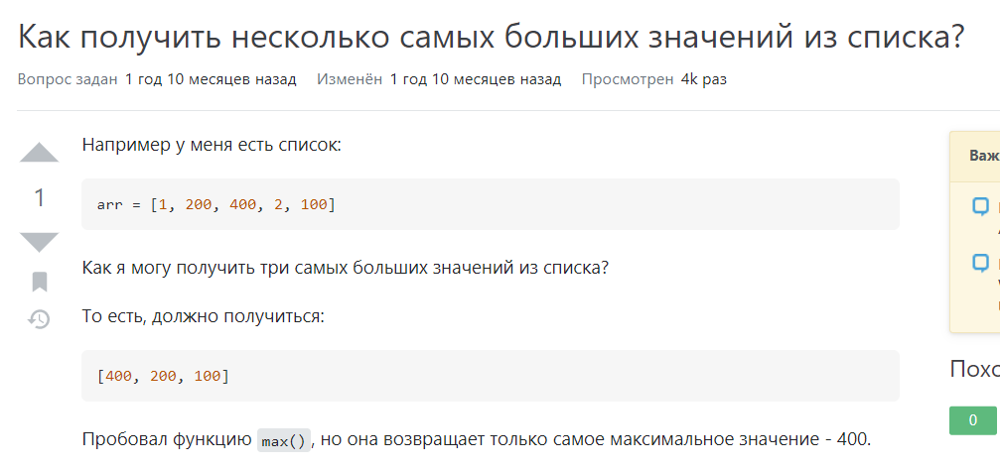 Как получить несколько самых больших значений из списка?
Вопрос задан 1 год 10 месяцев назад Изменён 1 год 10 месяцев назад Просмотрен 4k раз
Например у меня есть список:
1
arr = [1, 200, 400, 2, 100]
Как я могу получить три самых больших значений из списка?
То есть, должно получиться:
[400, 200, 100]
Пробовал функцию max(), но она возвращает только самое максимальное значение - 400.
Важ
Похо
0